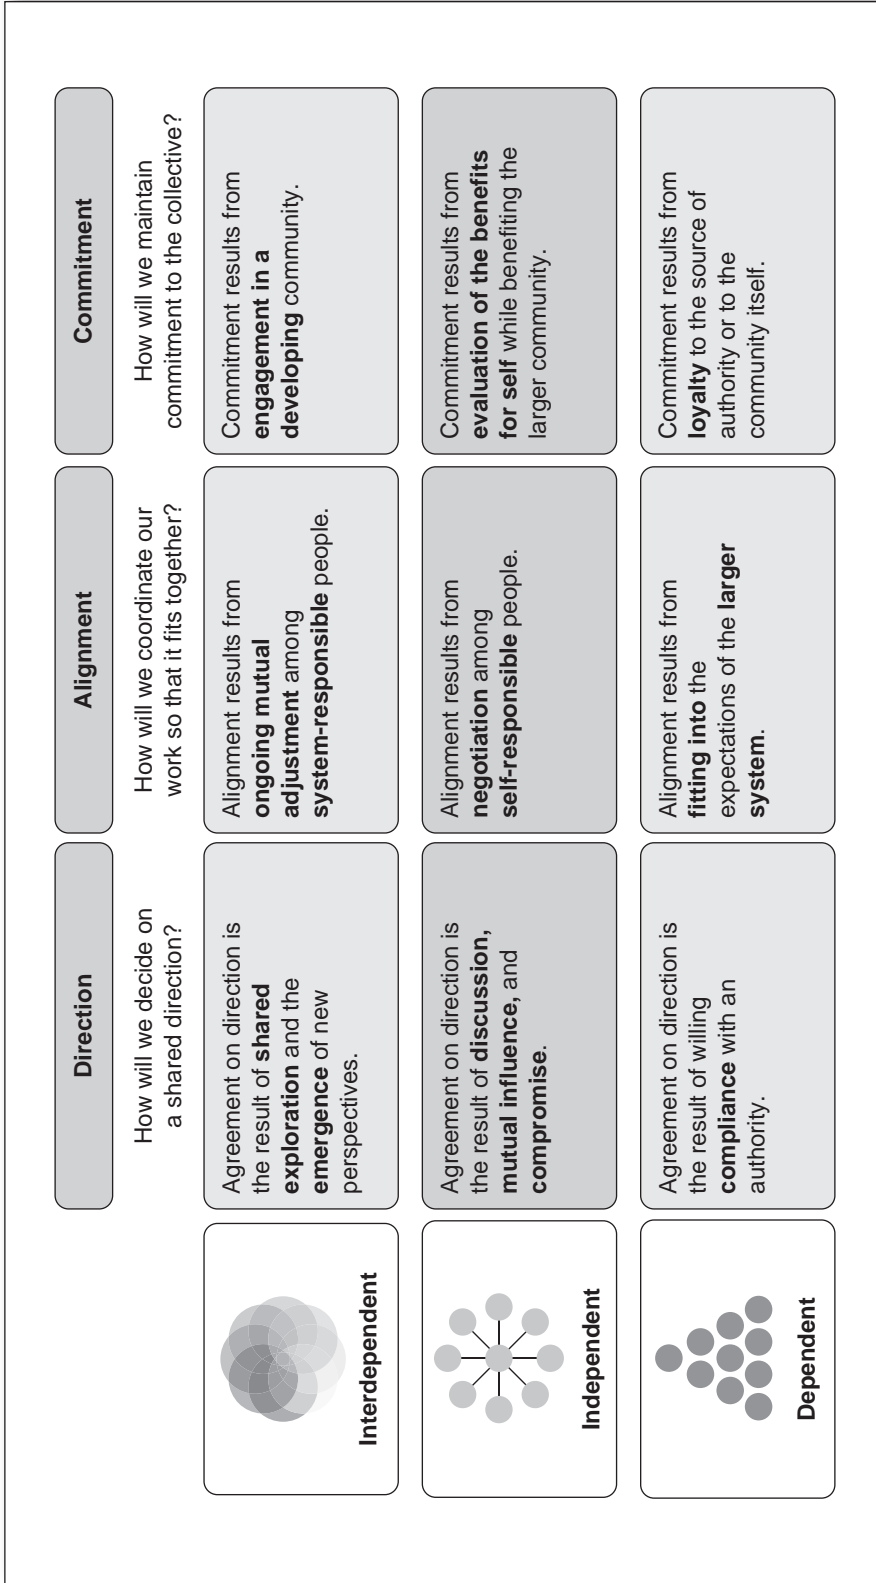 Direction
Alignment
Commitment
How will we decide on
a shared direction?
How will we coordinate our
work so that it fits together?
How will we maintain
commitment to the collective?
Interdependent
Agreement on direction is
the result of shared
exploration and the
emergence of new
perspectives.
Alignment results from
ongoing mutual
adjustment among
system-responsible people.
Commitment results from
engagement in a
developing community.
Independent
Agreement on direction is
the result of discussion,
mutual influence, and
compromise.
Alignment results from
negotiation among
self-responsible people.
Commitment results from
evaluation of the benefits
for self while benefiting the
larger community.
Dependent
Agreement on direction is
the result of willing
compliance with an
authority.
Alignment results from
fitting into the
expectations of the larger
system.
Commitment results from
loyalty to the source of
authority or to the
community itself.